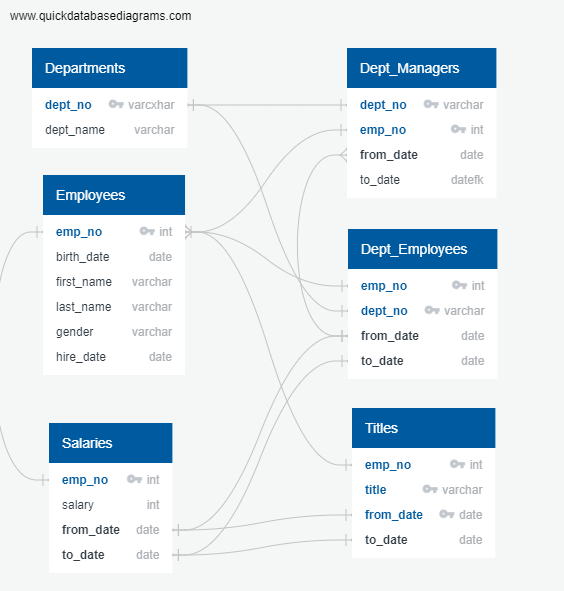 www.quickdatabasediagrams.com
Departments
dept_no varcxhar
dept_name varchar
Dept_Managers
dept_no varchar
emp_no int
from_date date
to_date datefk
Employees
emp_no int
birth_date date
first_name varchar
last_name varchar
gender varchar
hire_date date
Dept_Employees
emp_no int
dept_no varchar
from_date date
to_date date
Salaries
emp_no int
salary int
from_date date
to_date date
Titles
emp_no int
title varchar
from_date date
to_date date